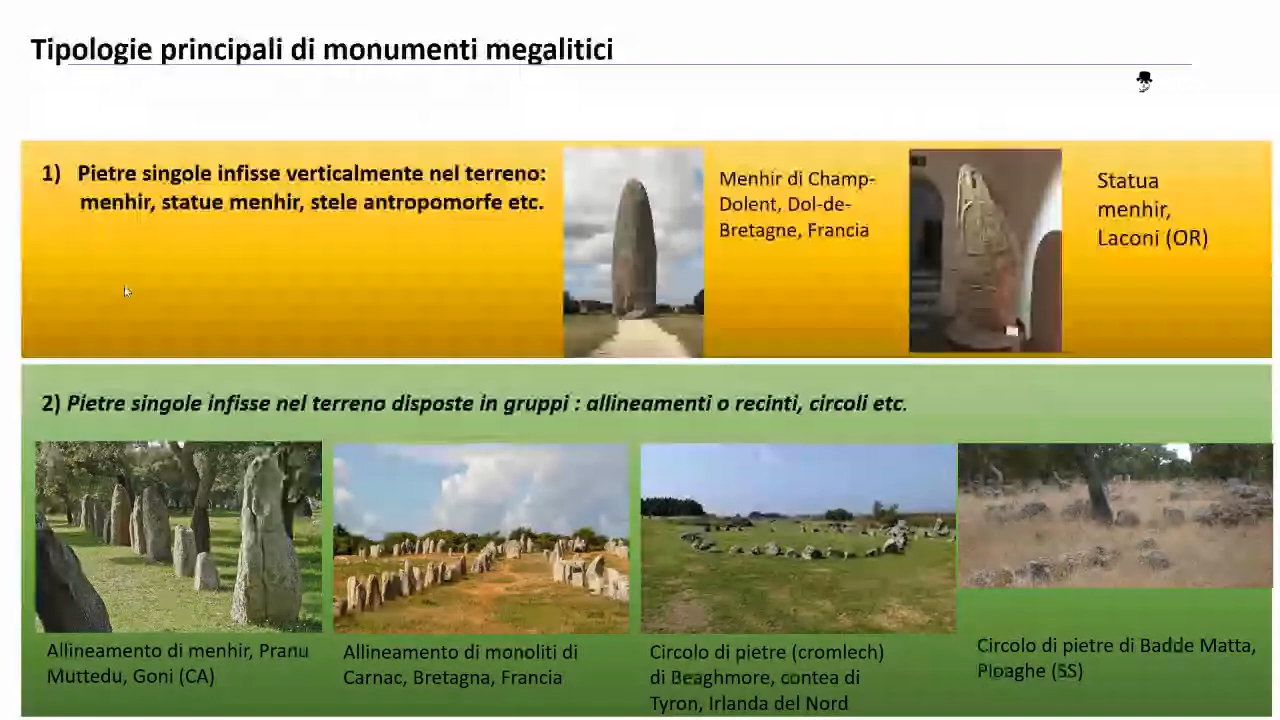 Tipologie principali di monumenti megalitici
1) Pietre singole infisse verticalmente nel terreno:
menhir, statue menhir, stele antropomorfe etc.
Menhir di Champ-
Dolent, Dol-de-
Bretagne, Francia
Statua
menhir,
Laconi (OR)
2) Pietre singole infisse nel terreno disposte in gruppi : allineamenti o recinti, circoli etc.
Allineamento di menhir, Pranu
Muttedu, Goni (CA)
Allineamento di monoliti di
Carnac, Bretagna, Francia
Circolo di pietre (cromlech)
di Beaghmore, contea di
Tyron, Irlanda del Nord
Circolo di pietre di Badde Matta,
Ploaghe (SS)